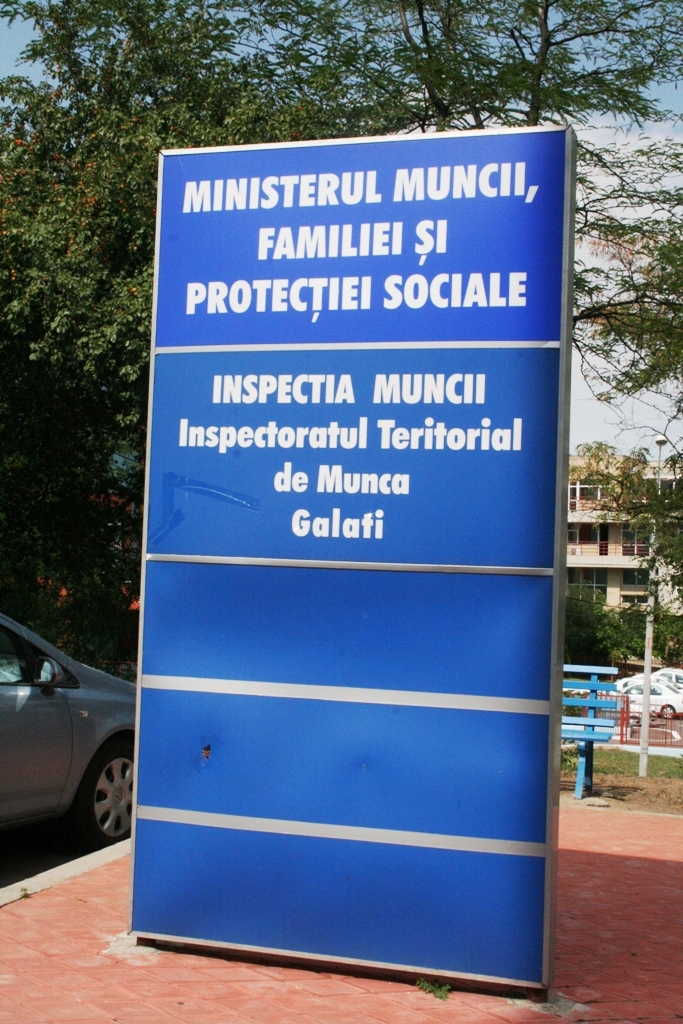 MINISTERUL MUNCII,
FAMILIEI ȘI
PROTECȚIEI SOCIALE
INSPECTIA MUNCII
Inspectoratul Teritorial
de Munca
Galati